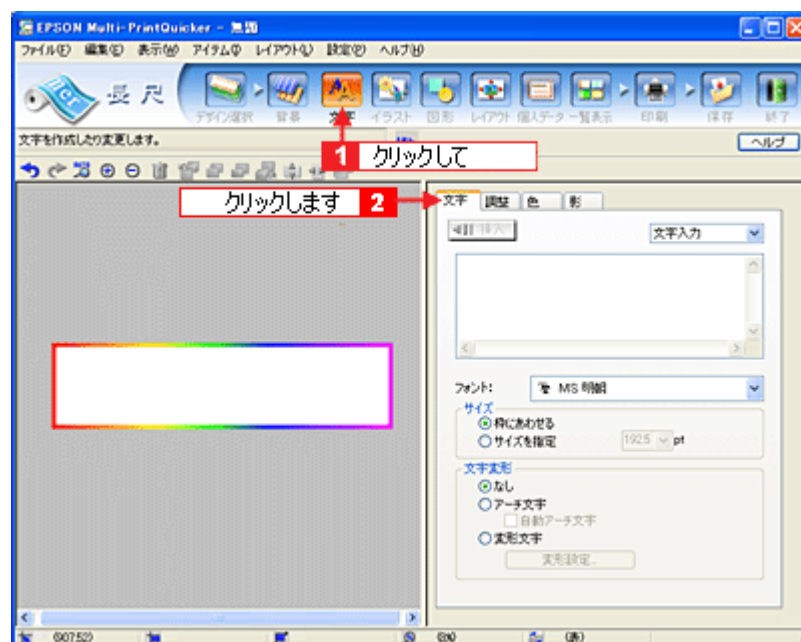 EPSON Multi-PrintQuicker - 無題
ファイル(F) 編集(E) 表示(W) アイテム(I) レイアウト(L) 設定(P) ヘルプ(H)
長尺
デザイン選択 背景 文字 イラスト 図形 レイアウト 個人データ 一覧表示 印刷 保存 終了
文字を作成したり変更します。
ヘルプ
1 クリックして
クリックします 2
文字 調整 色 影
挿入
文字入力
フォント: MS 明朝
サイズ
枠にあわせる
サイズを指定 192.5 pt
文字変形
なし
アーチ文字
自動アーチ文字
変形文字
変形設定...
(表)